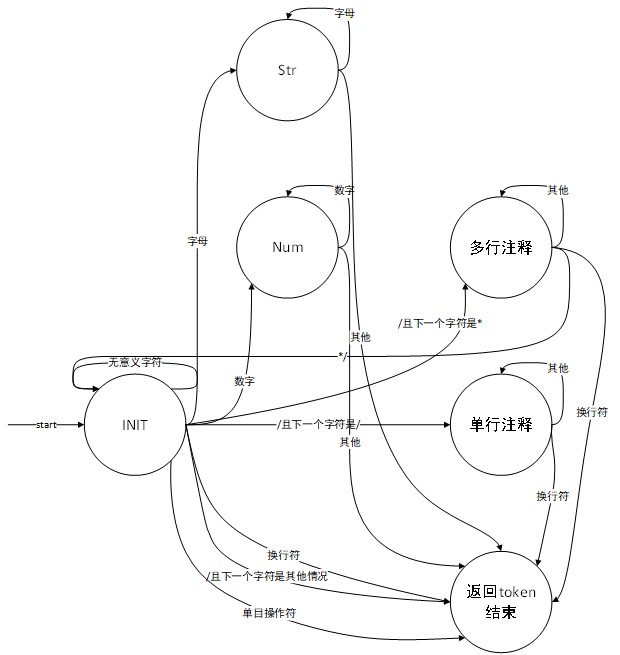 字母
Str
数字
其他
字母
Num
多行注释
/且下一个字符是*
其他
*/
无意义字符
其他
数字
换行符
start
INIT
/且下一个字符是/
单行注释
其他
换行符
换行符
/且下一个字符是其他情况
单目操作符
返回token
结束